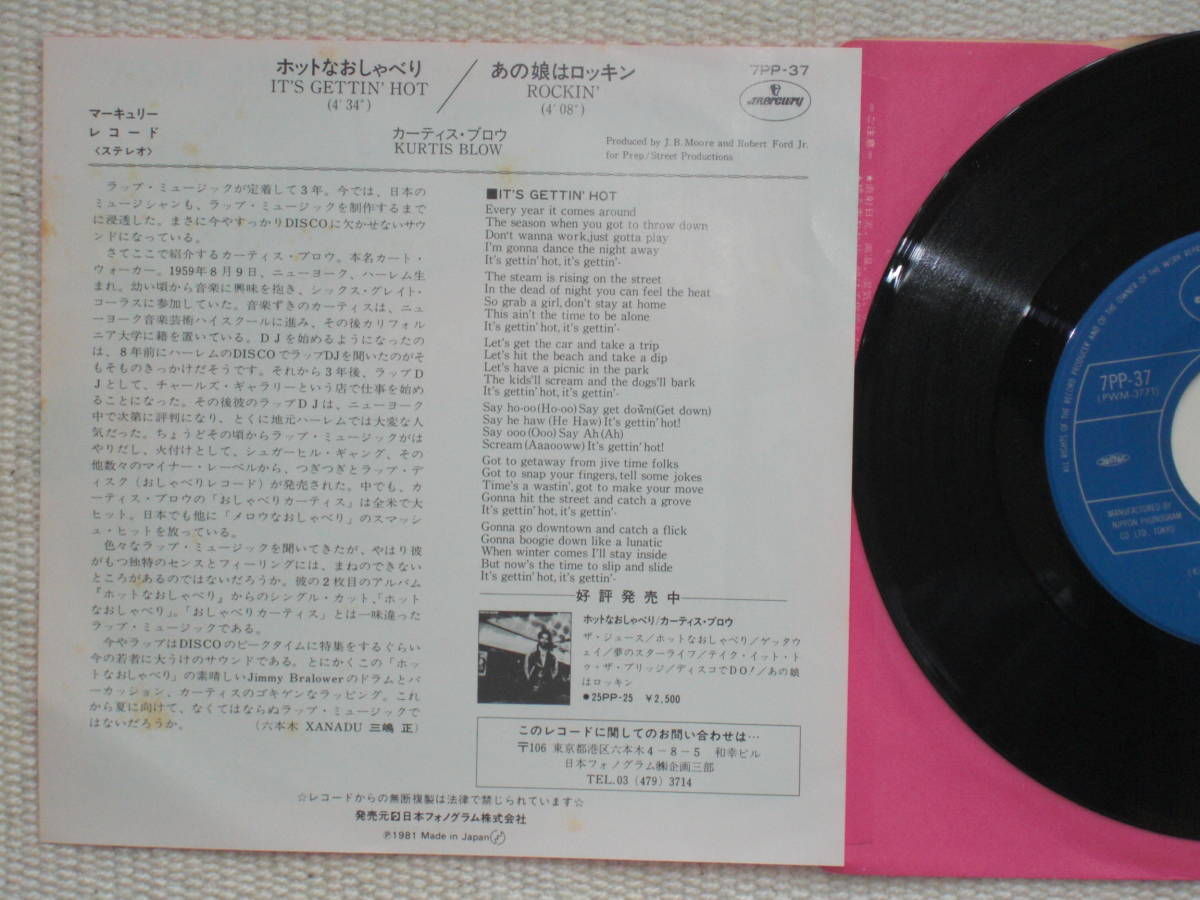 ホットなおしゃべり
IT'S GETTIN' HOT
(4'34")
あの娘はロッキン
ROCKIN'
(4'08")
7PP-37
mercury
マーキュリー
レコード
〈ステレオ〉
カーティス・ブロウ
KURTIS BLOW
Produced by J. B. Moore and Robert Ford Jr.
for Prep/Street Productions
ラップ・ミュージックが定着して3年。今では、日本の
ミュージシャンも、ラップ・ミュージックを制作するまで
に浸透した。まさに今やすっかりDISCOに欠かせないサウ
ンドになっている。
さてここで紹介するカーティス・ブロウ。本名カート・
ウォーカー。1959年8月9日、ニューヨーク、ハーレム生
まれ。幼い頃から音楽に興味を抱き、シックス・グレイト・
コーラスに参加していた。音楽ずきのカーティスは、ニュ
ーヨーク音楽芸術ハイスクールに進み、その後カリフォル
ニア大学に籍を置いている。DJを始めるようになったの
は、8年前にハーレムのDISCOでラップDJを聞いたのがそ
もそものきっかけだそうです。それから3年後、ラップD
Jとして、チャールズ・ギャラリーという店で仕事を始め
ることになった。その後彼のラップDJは、ニューヨーク
中で次第に評判になり、とくに地元ハーレムでは大変な人
気だった。ちょうどその頃からラップ・ミュージックがは
やりだし、火付けとして、シュガーヒル・ギャング、その
他数々のマイナー・レーベルから、つぎつぎとラップ・デ
ィスク(おしゃべりレコード)が発売された。中でも、カ
ーティス・ブロウの「おしゃべりカーティス」は全米で大
ヒット。日本でも他に「メロウなおしゃべり」のスマッシ
ュ・ヒットを放っている。
色々なラップ・ミュージックを聞いてきたが、やはり彼
がもつ独特のセンスとフィーリングには、まねのできない
ところがあるのではないだろうか。彼の2枚目のアルバム
『ホットなおしゃべり』からのシングル・カット、「ホット
なおしゃべり」。「おしゃべりカーティス」とは一味違った
ラップ・ミュージックである。
今やラップはDISCOのピークタイムに特集をするぐらい
今の若者に大うけのサウンドである。とにかくこの「ホッ
トなおしゃべり」の素晴しいJimmy Bralowerのドラムとパ
ーカッション、カーティスのゴキゲンなラッピング。これ
から夏に向けて、なくてはならぬラップ・ミュージックで
はないだろうか。 (六本木 XANADU 三嶋 正)
■IT'S GETTIN' HOT
Every year it comes around
The season when you got to throw down
Don't wanna work,just gotta play
I'm gonna dance the night away
It's gettin' hot, it's gettin'-
The steam is rising on the street
In the dead of night you can feel the heat
So grab a girl, don't stay at home
This ain't the time to be alone
It's gettin' hot, it's gettin'-
Let's get the car and take a trip
Let's hit the beach and take a dip
Let's have a picnic in the park
The kids'll scream and the dogs'll bark
It's gettin' hot, it's gettin'-
Say ho-oo(Ho-oo) Say get down(Get down)
Say he haw (He Haw) It's gettin' hot!
Say ooo (Ooo) Say Ah (Ah)
Scream (Aaaooww) It's gettin' hot!
Got to getaway from jive time folks
Got to snap your fingers, tell some jokes
Time's a wastin', got to make your move
Gonna hit the street and catch a grove
It's gettin' hot, it's gettin'-
Gonna go downtown and catch a flick
Gonna boogie down like a lunatic
When winter comes I'll stay inside
But now's the time to slip and slide
It's gettin' hot, it's gettin'-
好評発売中
ホットなおしゃべり/カーティス・ブロウ
ザ・ジュース/ホットなおしゃべり/ゲッタウ
ェイ/夢のスターライフ/テイク・イット・ト
ゥ・ザ・ブリッジ/ディスコでDO!/あの娘
はロッキン
●25PP-25 ¥2,500
このレコードに関してのお問い合わせは…
〒106 東京都港区六本木4-8-5 和幸ビル
日本フォノグラム㈱企画三部
TEL.03 (479) 3714
☆レコードからの無断複製は法律で禁じられています☆
発売元 日本フォノグラム株式会社
Ⓟ1981 Made in Japan
7PP-37
(PWM-3771)
MANUFACTURED BY
NIPPON PHONOGRAM
CO. LTD., TOKYO
ALL RIGHTS OF THE RECORD PRODUCER AND OF THE OWNER OF THE WORK